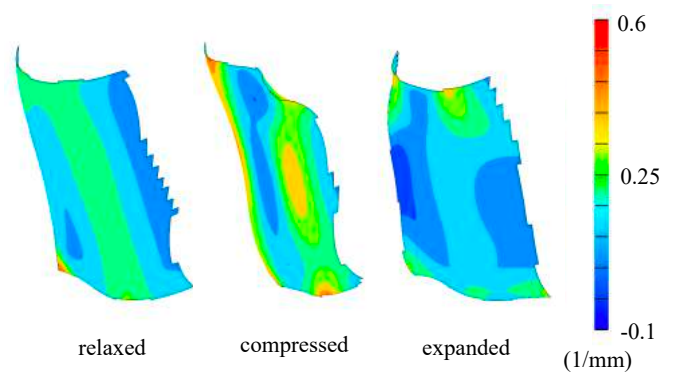 0.6
0.25
-0.1
relaxed
compressed
expanded
(1/mm)